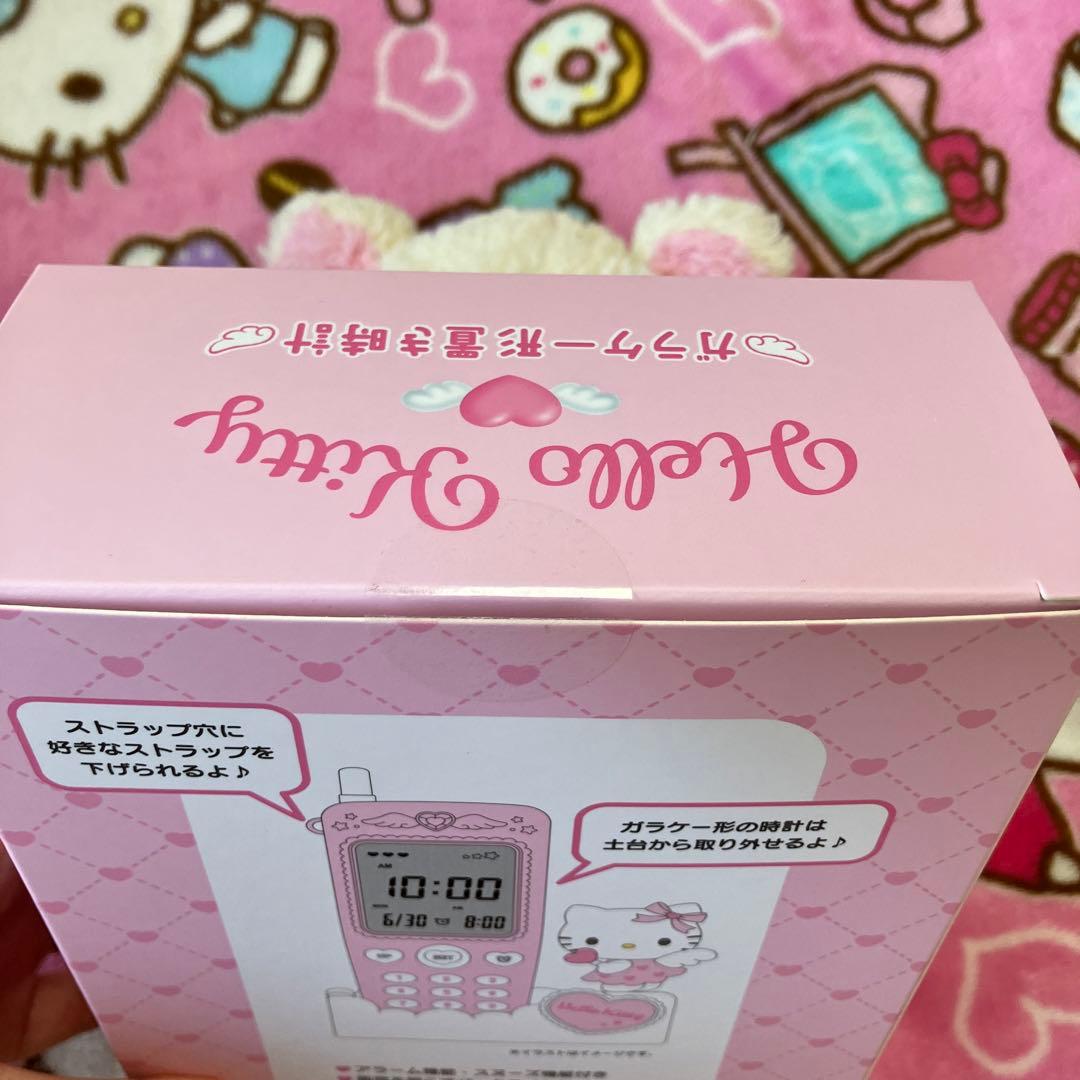 ガラケー形置き時計
Hello Kitty
ストラップ穴に
好きなストラップを
下げられるよ♪
ガラケー形の時計は
土台から取り外せるよ♪
AM
10:00
6/30 8:00
Hello Kitty